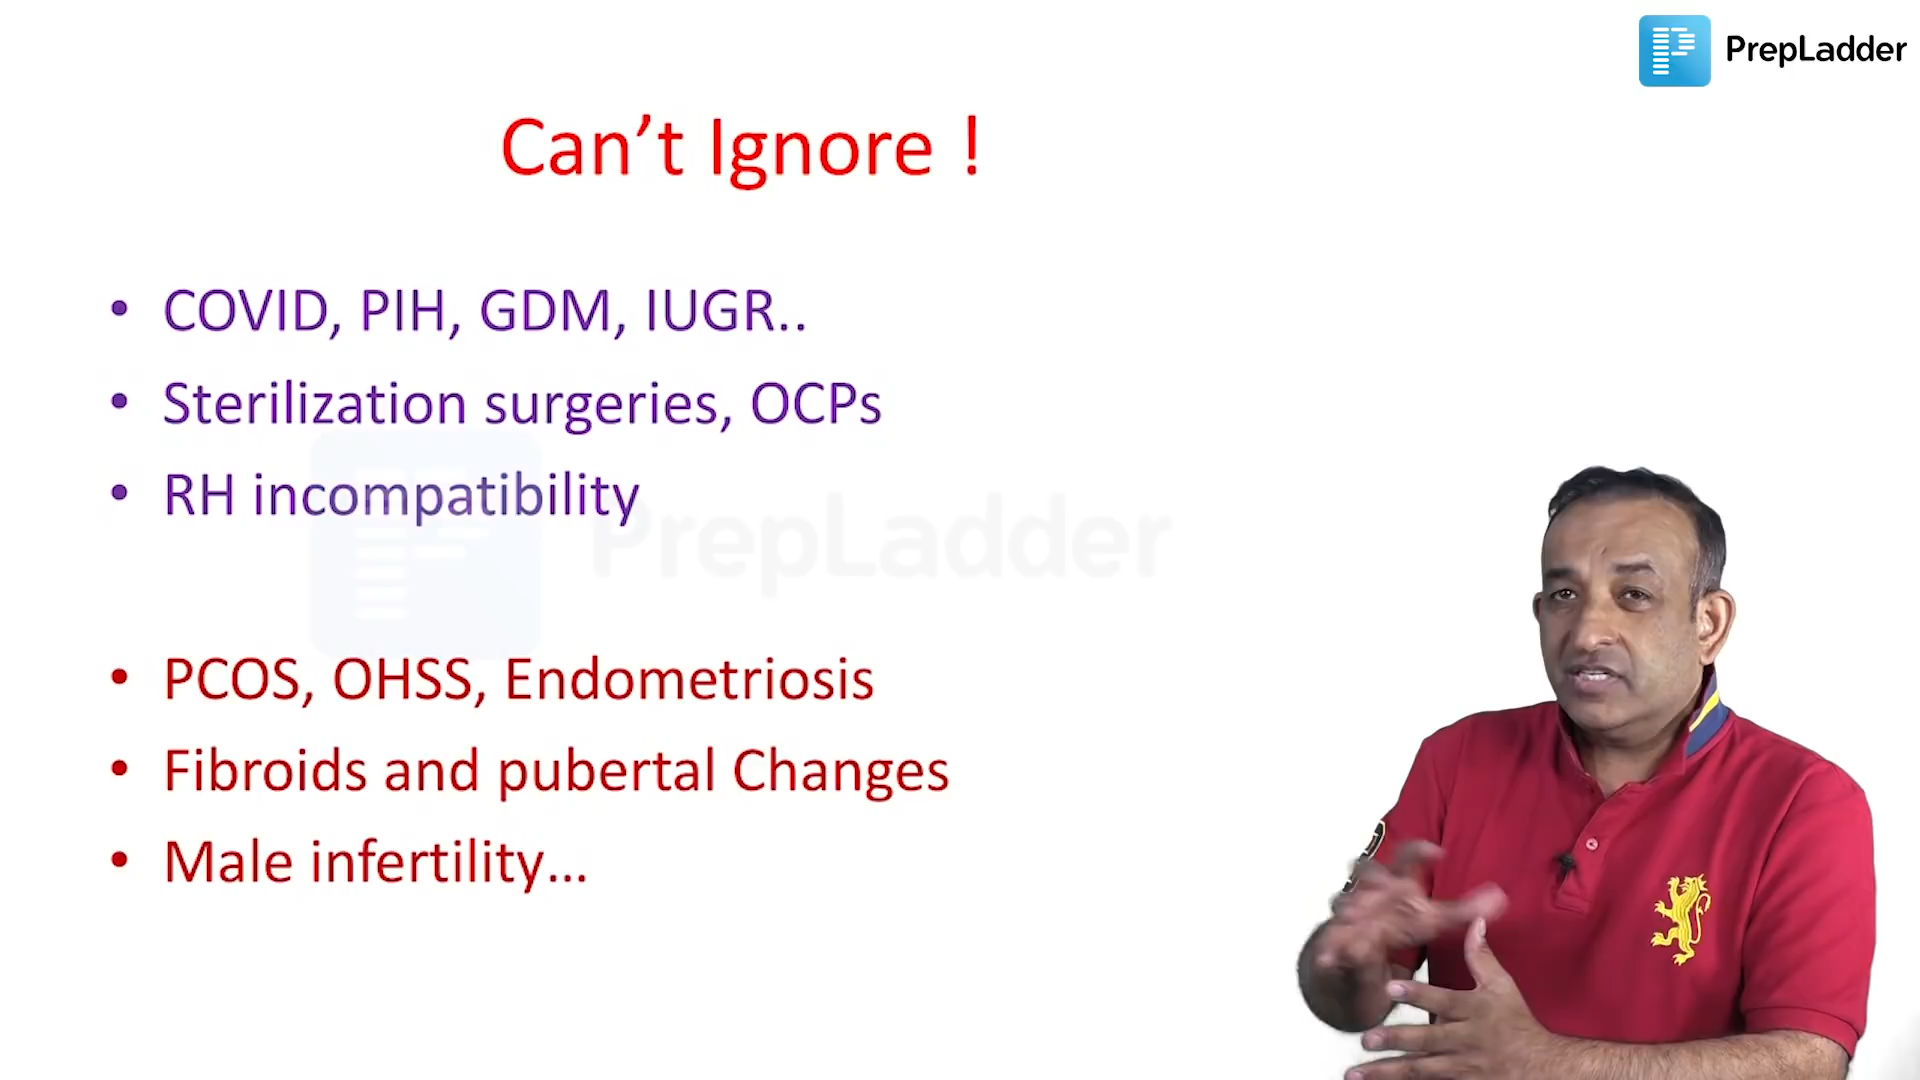 PrepLadder
Can’t Ignore !
• COVID, PIH, GDM, IUGR..
• Sterilization surgeries, OCPs
• RH incompatibility
PrepLadder
• PCOS, OHSS, Endometriosis
• Fibroids and pubertal Changes
• Male infertility...